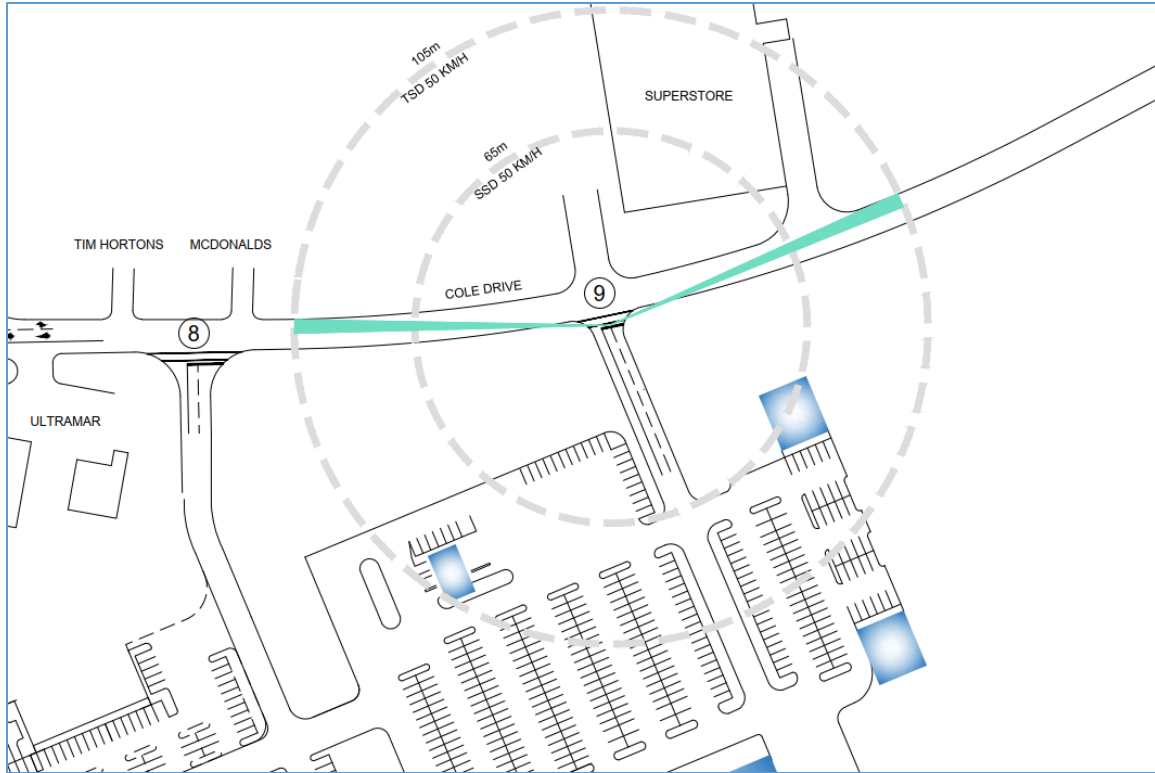 105m
TSD 50 KM/H
SUPERSTORE
65m
SSD 50 KM/H
TIM HORTONS
MCDONALDS
COLE DRIVE
9
8
ULTRAMAR